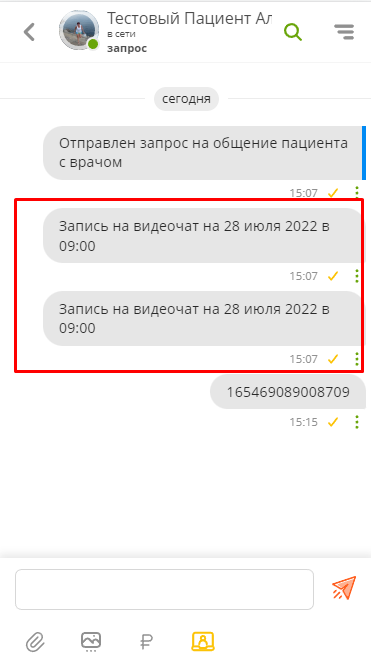 Тестовый Пациент Ал
в сети
запрос
сегодня
Отправлен запрос на общение пациента
с врачом
15:07
Запись на видеочат на 28 июля 2022 в
09:00
15:07
Запись на видеочат на 28 июля 2022 в
09:00
15:07
165469089008709
15:15